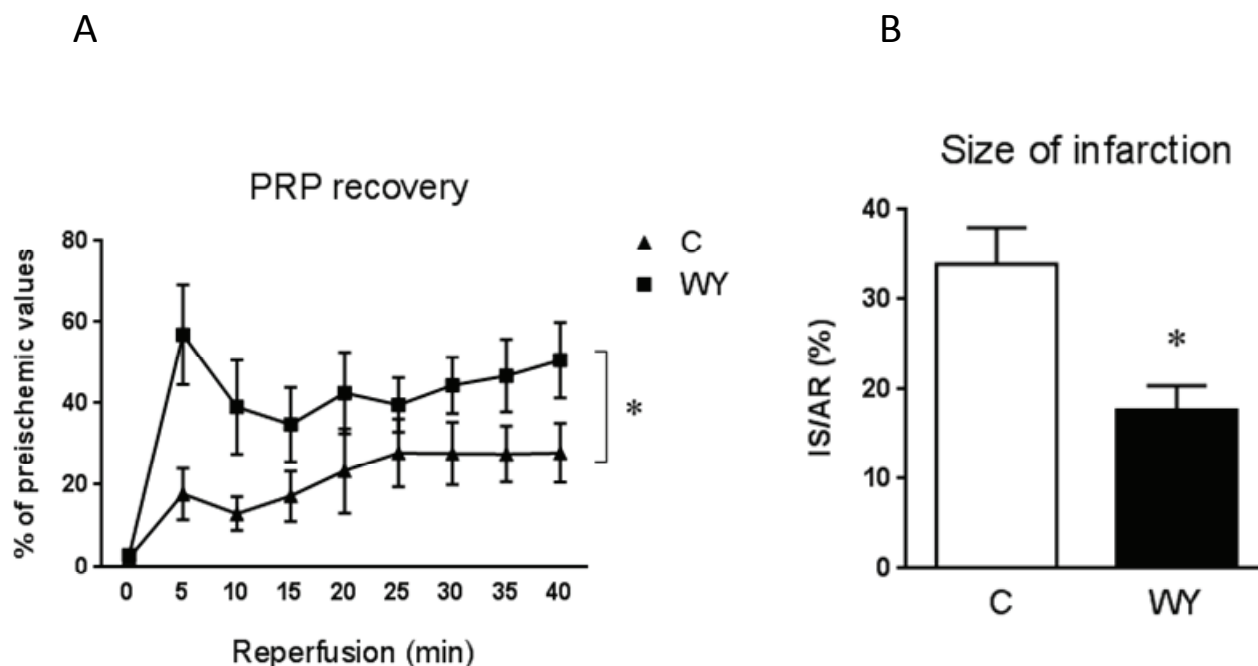 A
B
PRP recovery
% of preischemic values
80
60
40
20
0
0 5 10 15 20 25 30 35 40
Reperfusion (min)
C
WY
*
Size of infarction
IS/AR (%)
40
30
20
10
0
*
C WY